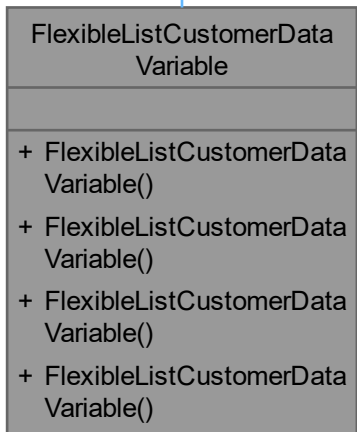 FlexibleListCustomerData
Variable
+ FlexibleListCustomerData
Variable()
+ FlexibleListCustomerData
Variable()
+ FlexibleListCustomerData
Variable()
+ FlexibleListCustomerData
Variable()